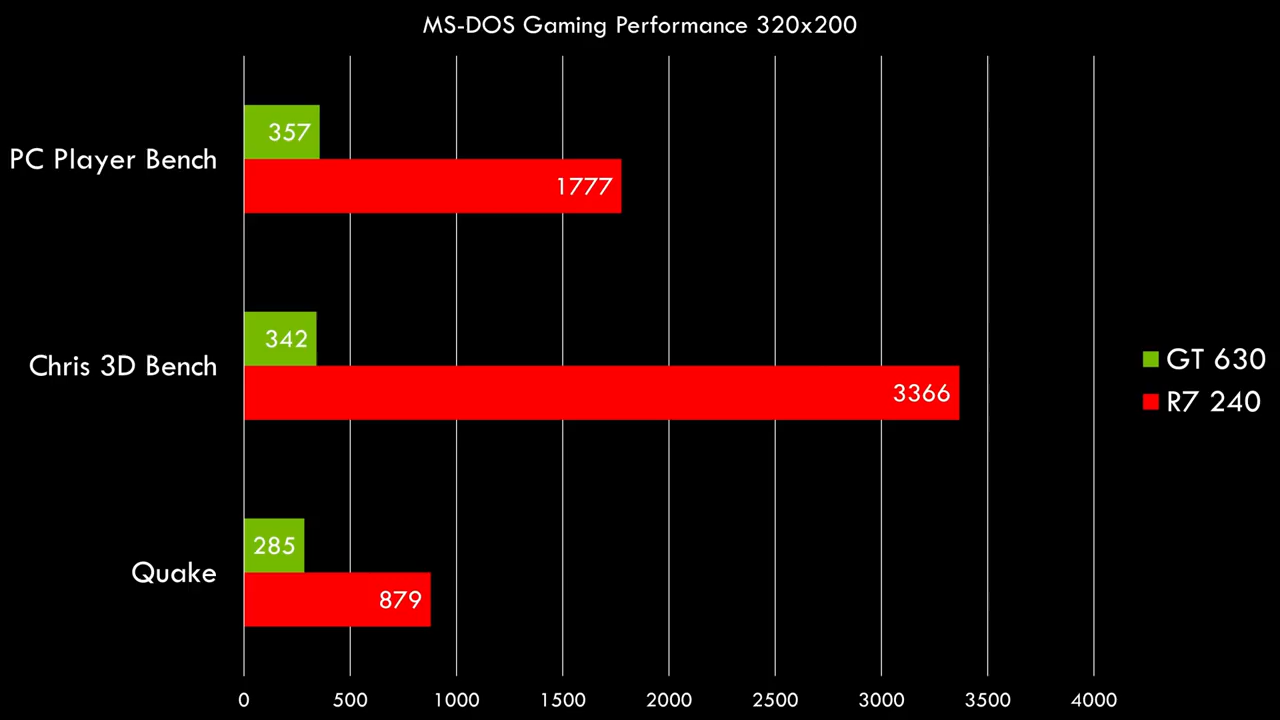 MS-DOS Gaming Performance 320x200
PC Player Bench
357
1777
Chris 3D Bench
342
3366
Quake
285
879
GT 630
R7 240
0 500 1000 1500 2000 2500 3000 3500 4000